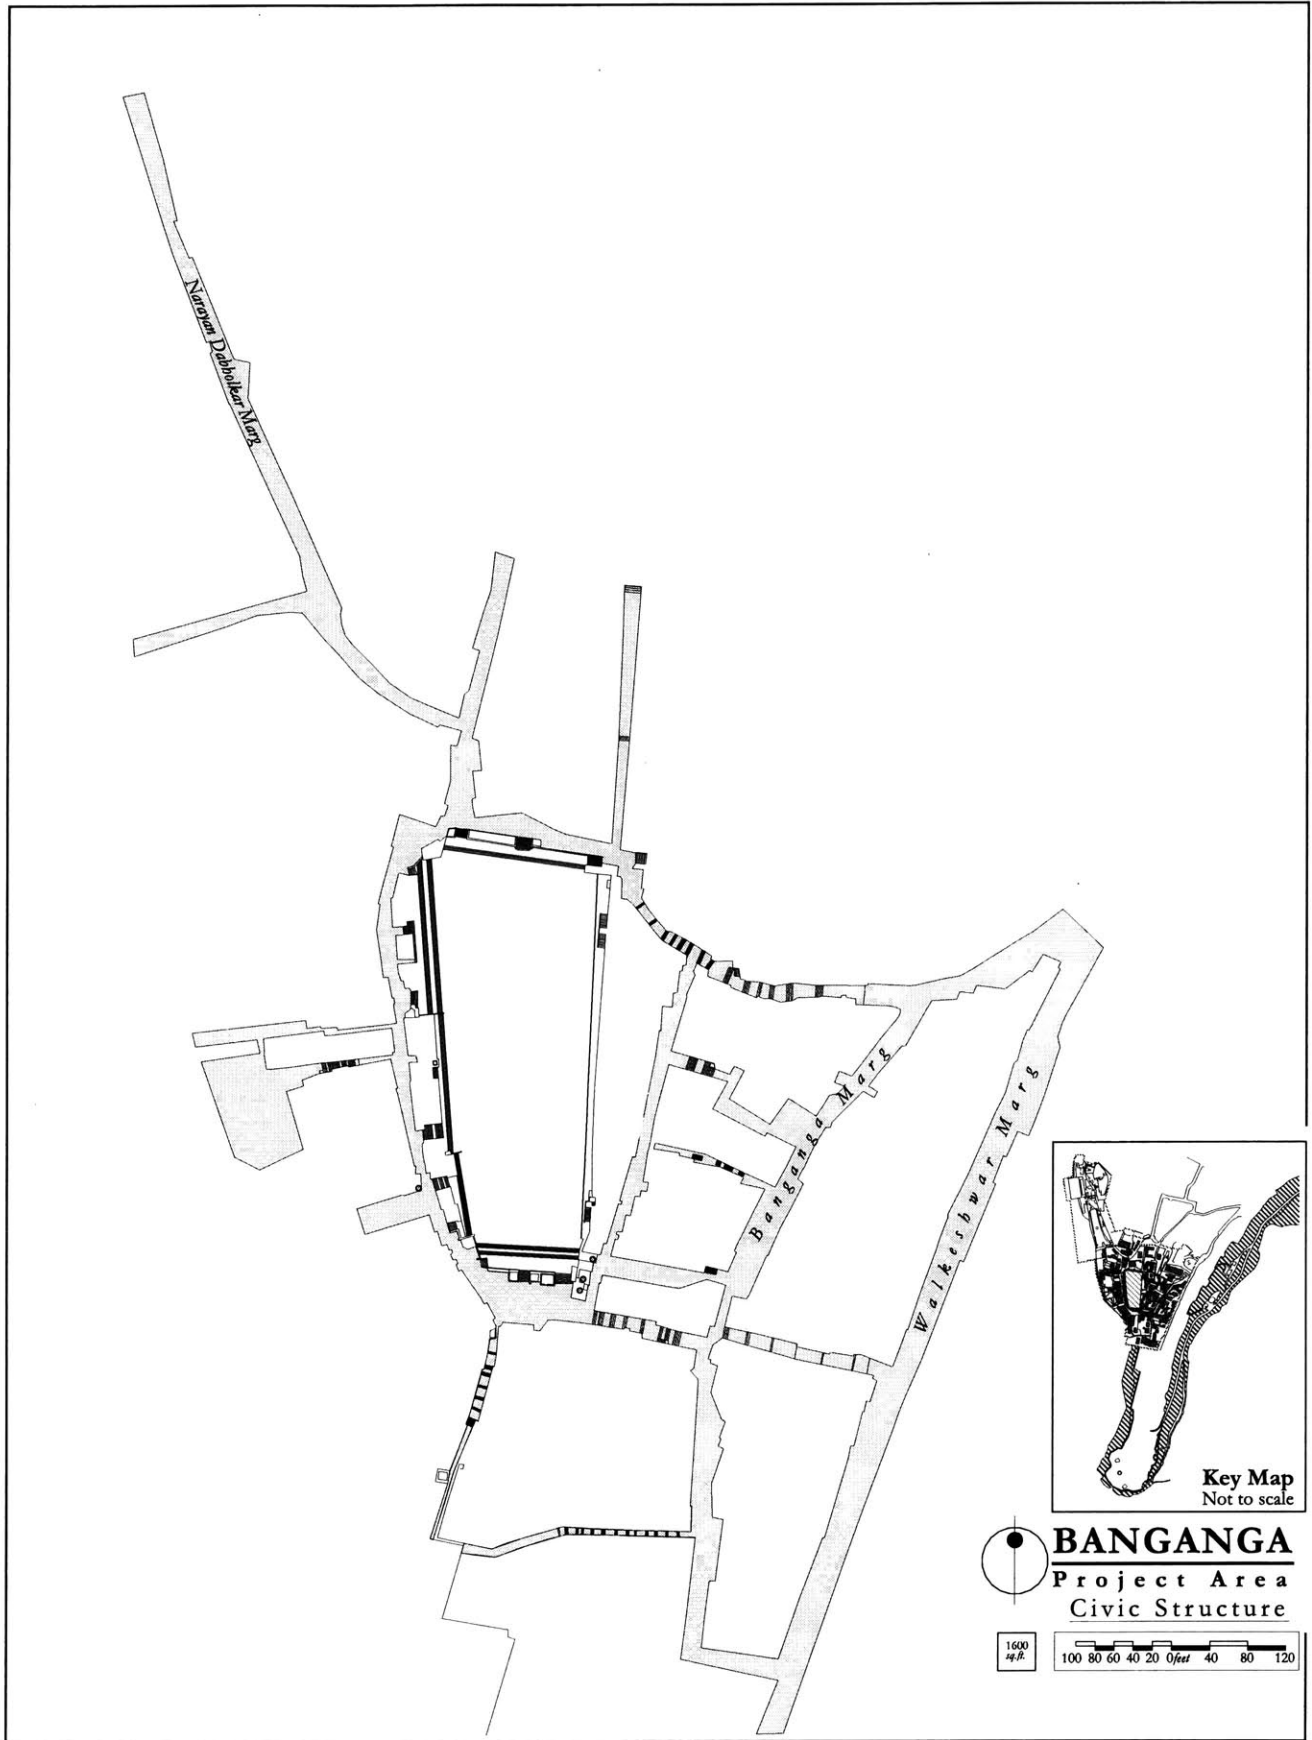 Narayan Dabholkar Marg
Banganga Marg
Walkeshwar Marg
Key Map
Not to scale
BANGANGA
Project Area
Civic Structure
1600
sq.ft.
100 80 60 40 20 0feet 40 80 120